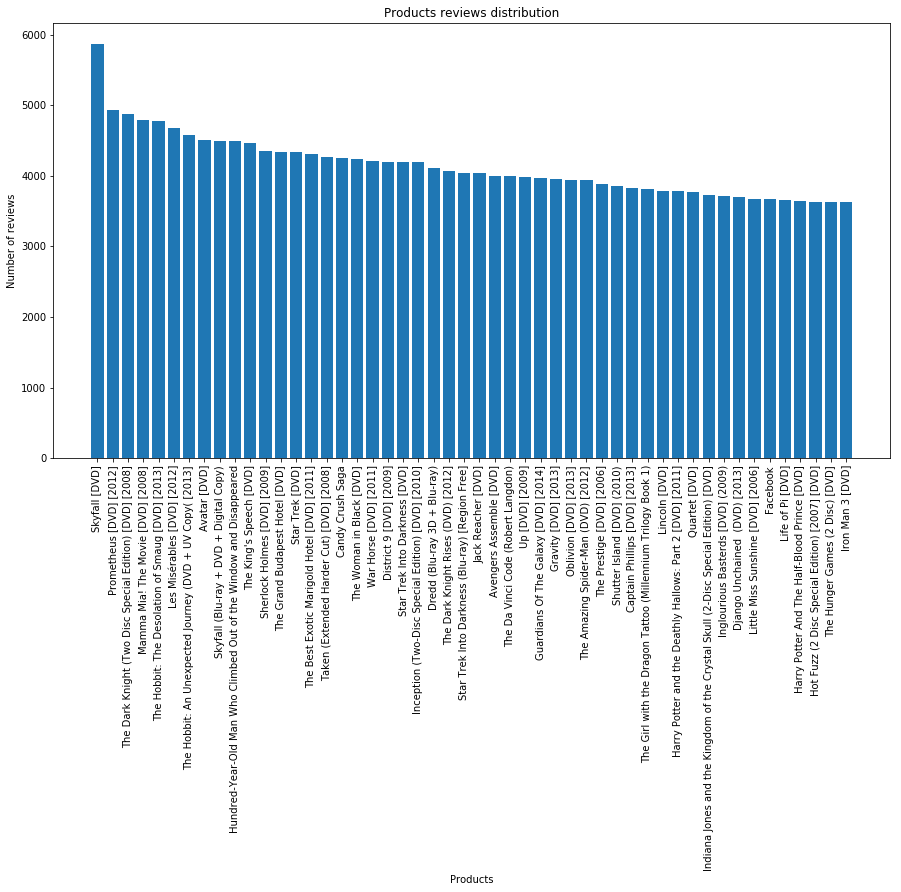 Products reviews distribution
Number of reviews
6000
5000
4000
3000
2000
1000
0
Skyfall [DVD]
Prometheus [DVD] [2012]
The Dark Knight (Two Disc Special Edition) [DVD] [2008]
Mamma Mia! The Movie [DVD] [2008]
The Hobbit: The Desolation of Smaug [DVD] [2013]
Les Misérables [DVD] [2012]
The Hobbit: An Unexpected Journey (DVD + UV Copy( [2013]
Avatar [DVD]
Skyfall (Blu-ray + DVD + Digital Copy)
Hundred-Year-Old Man Who Climbed Out of the Window and Disappeared
The King's Speech [DVD]
Sherlock Holmes [DVD] [2009]
The Grand Budapest Hotel [DVD]
Star Trek [DVD]
The Best Exotic Marigold Hotel [DVD] [2011]
Taken (Extended Harder Cut) [DVD] [2008]
Candy Crush Saga
The Woman in Black [DVD]
War Horse [DVD] [2011]
District 9 [DVD] [2009]
Star Trek Into Darkness [DVD]
Inception (Two-Disc Special Edition) [DVD] [2010]
Dredd (Blu-ray 3D + Blu-ray)
The Dark Knight Rises (DVD) [2012]
Star Trek Into Darkness (Blu-ray) [Region Free]
Jack Reacher [DVD]
Avengers Assemble [DVD]
The Da Vinci Code (Robert Langdon)
Up [DVD] [2009]
Guardians Of The Galaxy [DVD] [2014]
Gravity [DVD] [2013]
Oblivion [DVD] [2013]
The Amazing Spider-Man (DVD) [2012]
The Prestige [DVD] [2006]
Shutter Island [DVD] (2010)
Captain Phillips [DVD] [2013]
The Girl with the Dragon Tattoo (Millennium Trilogy Book 1)
Lincoln [DVD]
Harry Potter and the Deathly Hallows: Part 2 [DVD] [2011]
Quartet [DVD]
Indiana Jones and the Kingdom of the Crystal Skull (2-Disc Special Edition) [DVD]
Inglourious Basterds [DVD] (2009)
Django Unchained (DVD) [2013]
Little Miss Sunshine [DVD] [2006]
Facebook
Life of Pi [DVD]
Harry Potter And The Half-Blood Prince [DVD]
Hot Fuzz (2 Disc Special Edition) [2007] [DVD]
The Hunger Games (2 Disc) [DVD]
Iron Man 3 [DVD]
Products